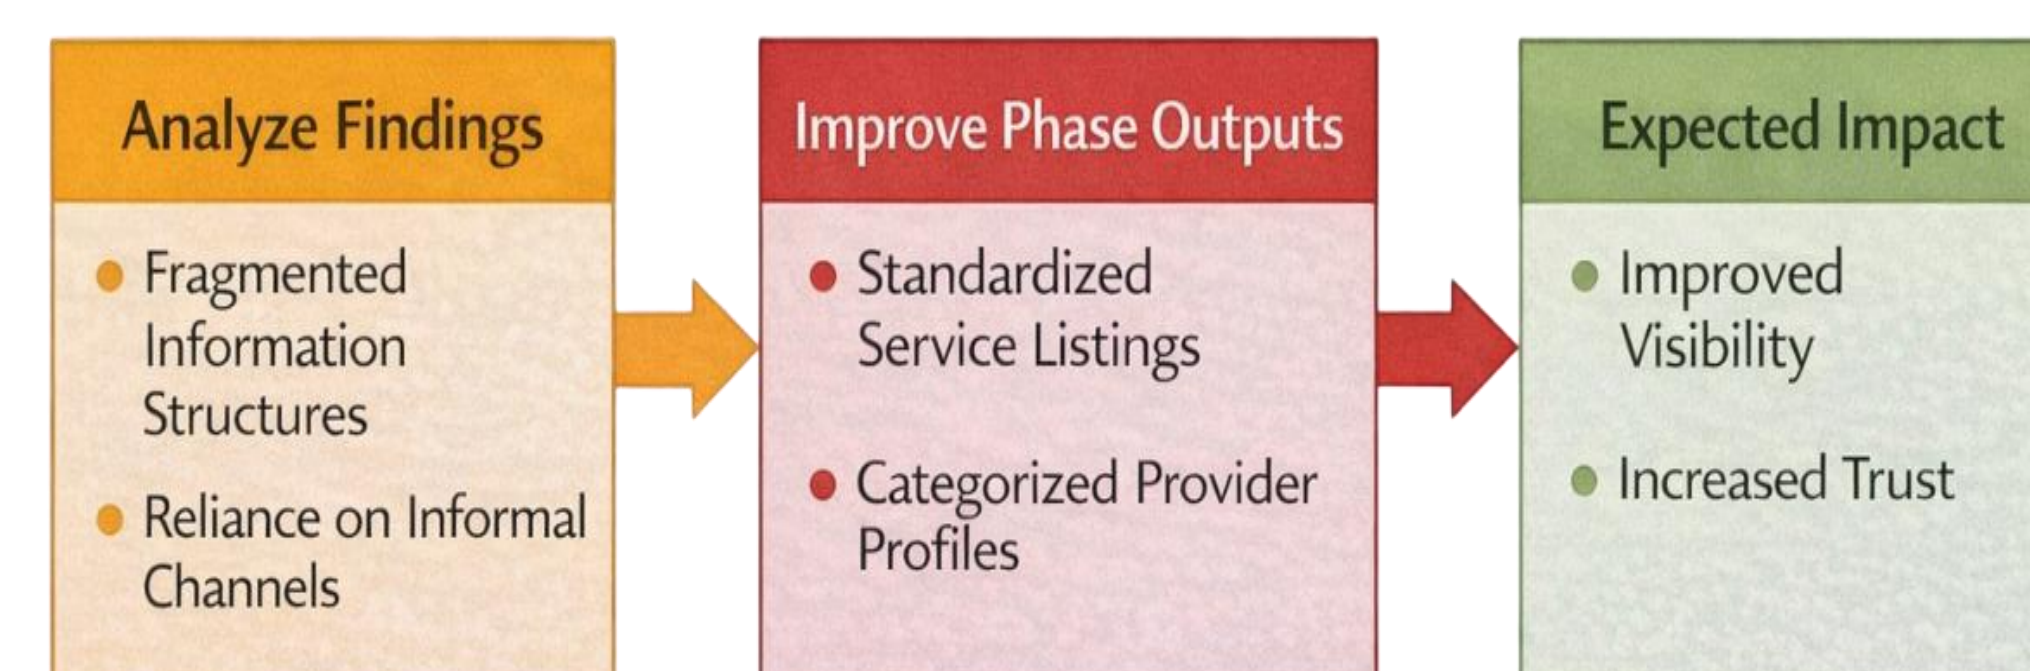 Analyze Findings
Fragmented
Information
Structures
Reliance on Informal
Channels
Improve Phase Outputs
Standardized
Service Listings
Categorized Provider
Profiles
Expected Impact
Improved
Visibility
Increased Trust